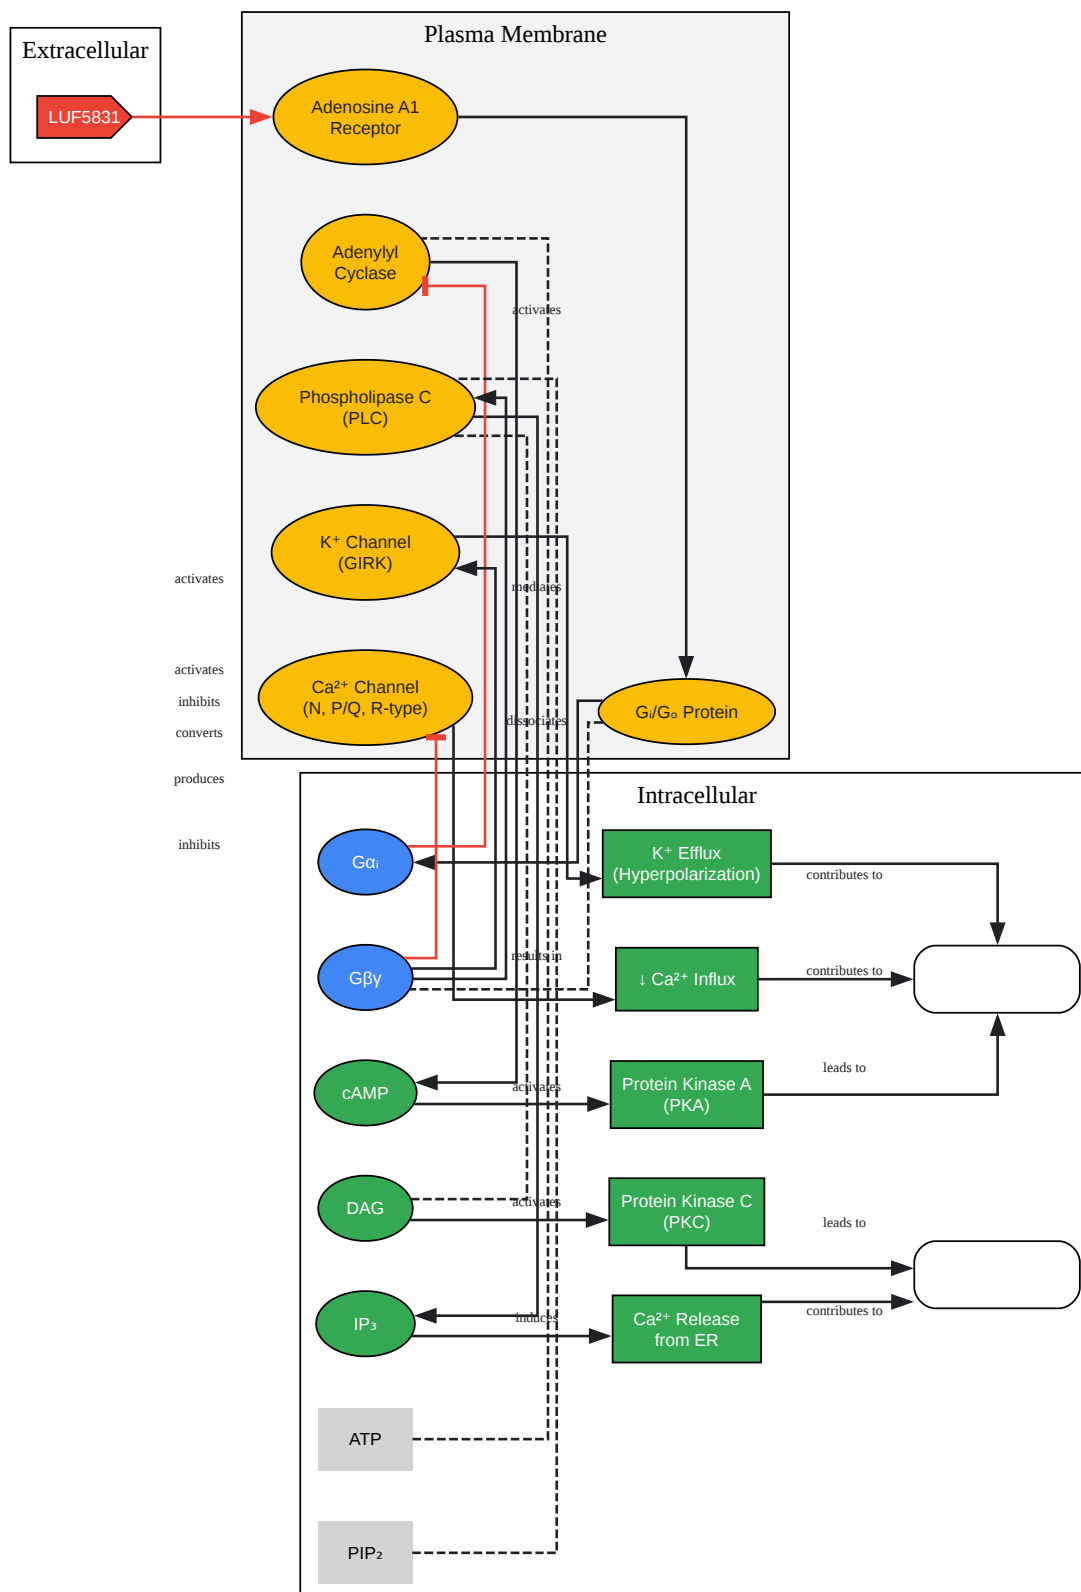 Extracellular
LUF5831
Plasma Membrane
Adenosine A1
Receptor
Adenylyl
Cyclase
activates
Phospholipase C
(PLC)
K⁺ Channel
(GIRK)
activates
mediates
Ca²⁺ Channel
(N, P/Q, R-type)
activates
inhibits
converts
produces
inhibits
dissociates
Gᵢ/Gₒ Protein
Intracellular
Gαᵢ
K⁺ Efflux
(Hyperpolarization)
contributes to
Gβγ
results in
↓ Ca²⁺ Influx
contributes to
cAMP
activates
Protein Kinase A
(PKA)
leads to
DAG
activates
Protein Kinase C
(PKC)
leads to
IP₃
induces
Ca²⁺ Release
from ER
contributes to
ATP
PIP₂